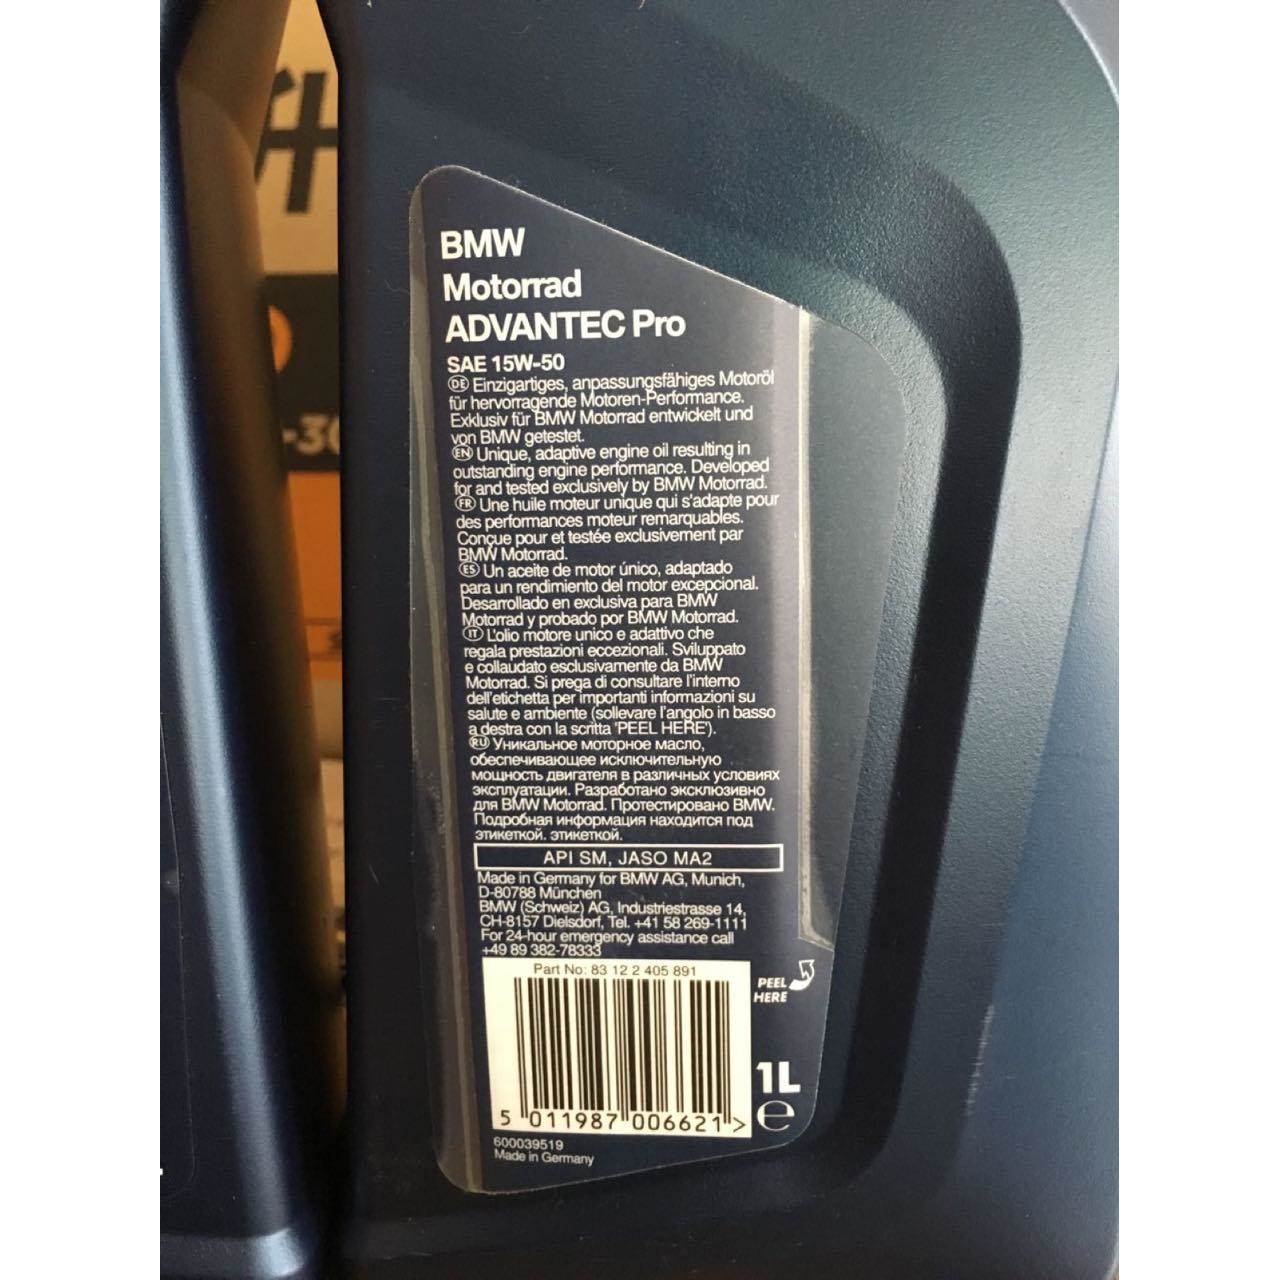 BMW
Motorrad
ADVANTEC Pro
SAE 15W-50
DE Einzigartiges, anpassungsfähiges Motoröl
für hervorragende Motoren-Performance.
Exklusiv für BMW Motorrad entwickelt und
von BMW getestet.
EN Unique, adaptive engine oil resulting in
outstanding engine performance. Developed
for and tested exclusively by BMW Motorrad.
FR Une huile moteur unique qui s'adapte pour
des performances moteur remarquables.
Conçue pour et testée exclusivement par
BMW Motorrad.
ES Un aceite de motor único, adaptado
para un rendimiento del motor excepcional.
Desarrollado en exclusiva para BMW
Motorrad y probado por BMW Motorrad.
IT L'olio motore unico e adattivo che
regala prestazioni eccezionali. Sviluppato
e collaudato esclusivamente da BMW
Motorrad. Si prega di consultare l'interno
dell'etichetta per importanti informazioni su
salute e ambiente (sollevare l'angolo in basso
a destra con la scritta 'PEEL HERE').
RU Уникальное моторное масло,
обеспечивающее исключительную
мощность двигателя в различных условиях
эксплуатации. Разработано эксклюзивно
для BMW Motorrad. Протестировано BMW.
Подробная информация находится под
этикеткой. этикеткой.
API SM, JASO MA2
Made in Germany for BMW AG, Munich,
D-80788 München
BMW (Schweiz) AG, Industriestrasse 14,
CH-8157 Dielsdorf, Tel. +41 58 269-1111
For 24-hour emergency assistance call
+49 89 382-78333
Part No: 83 12 2 405 891
PEEL
HERE
1L
e
5 011987 006621 >
600039519
Made in Germany